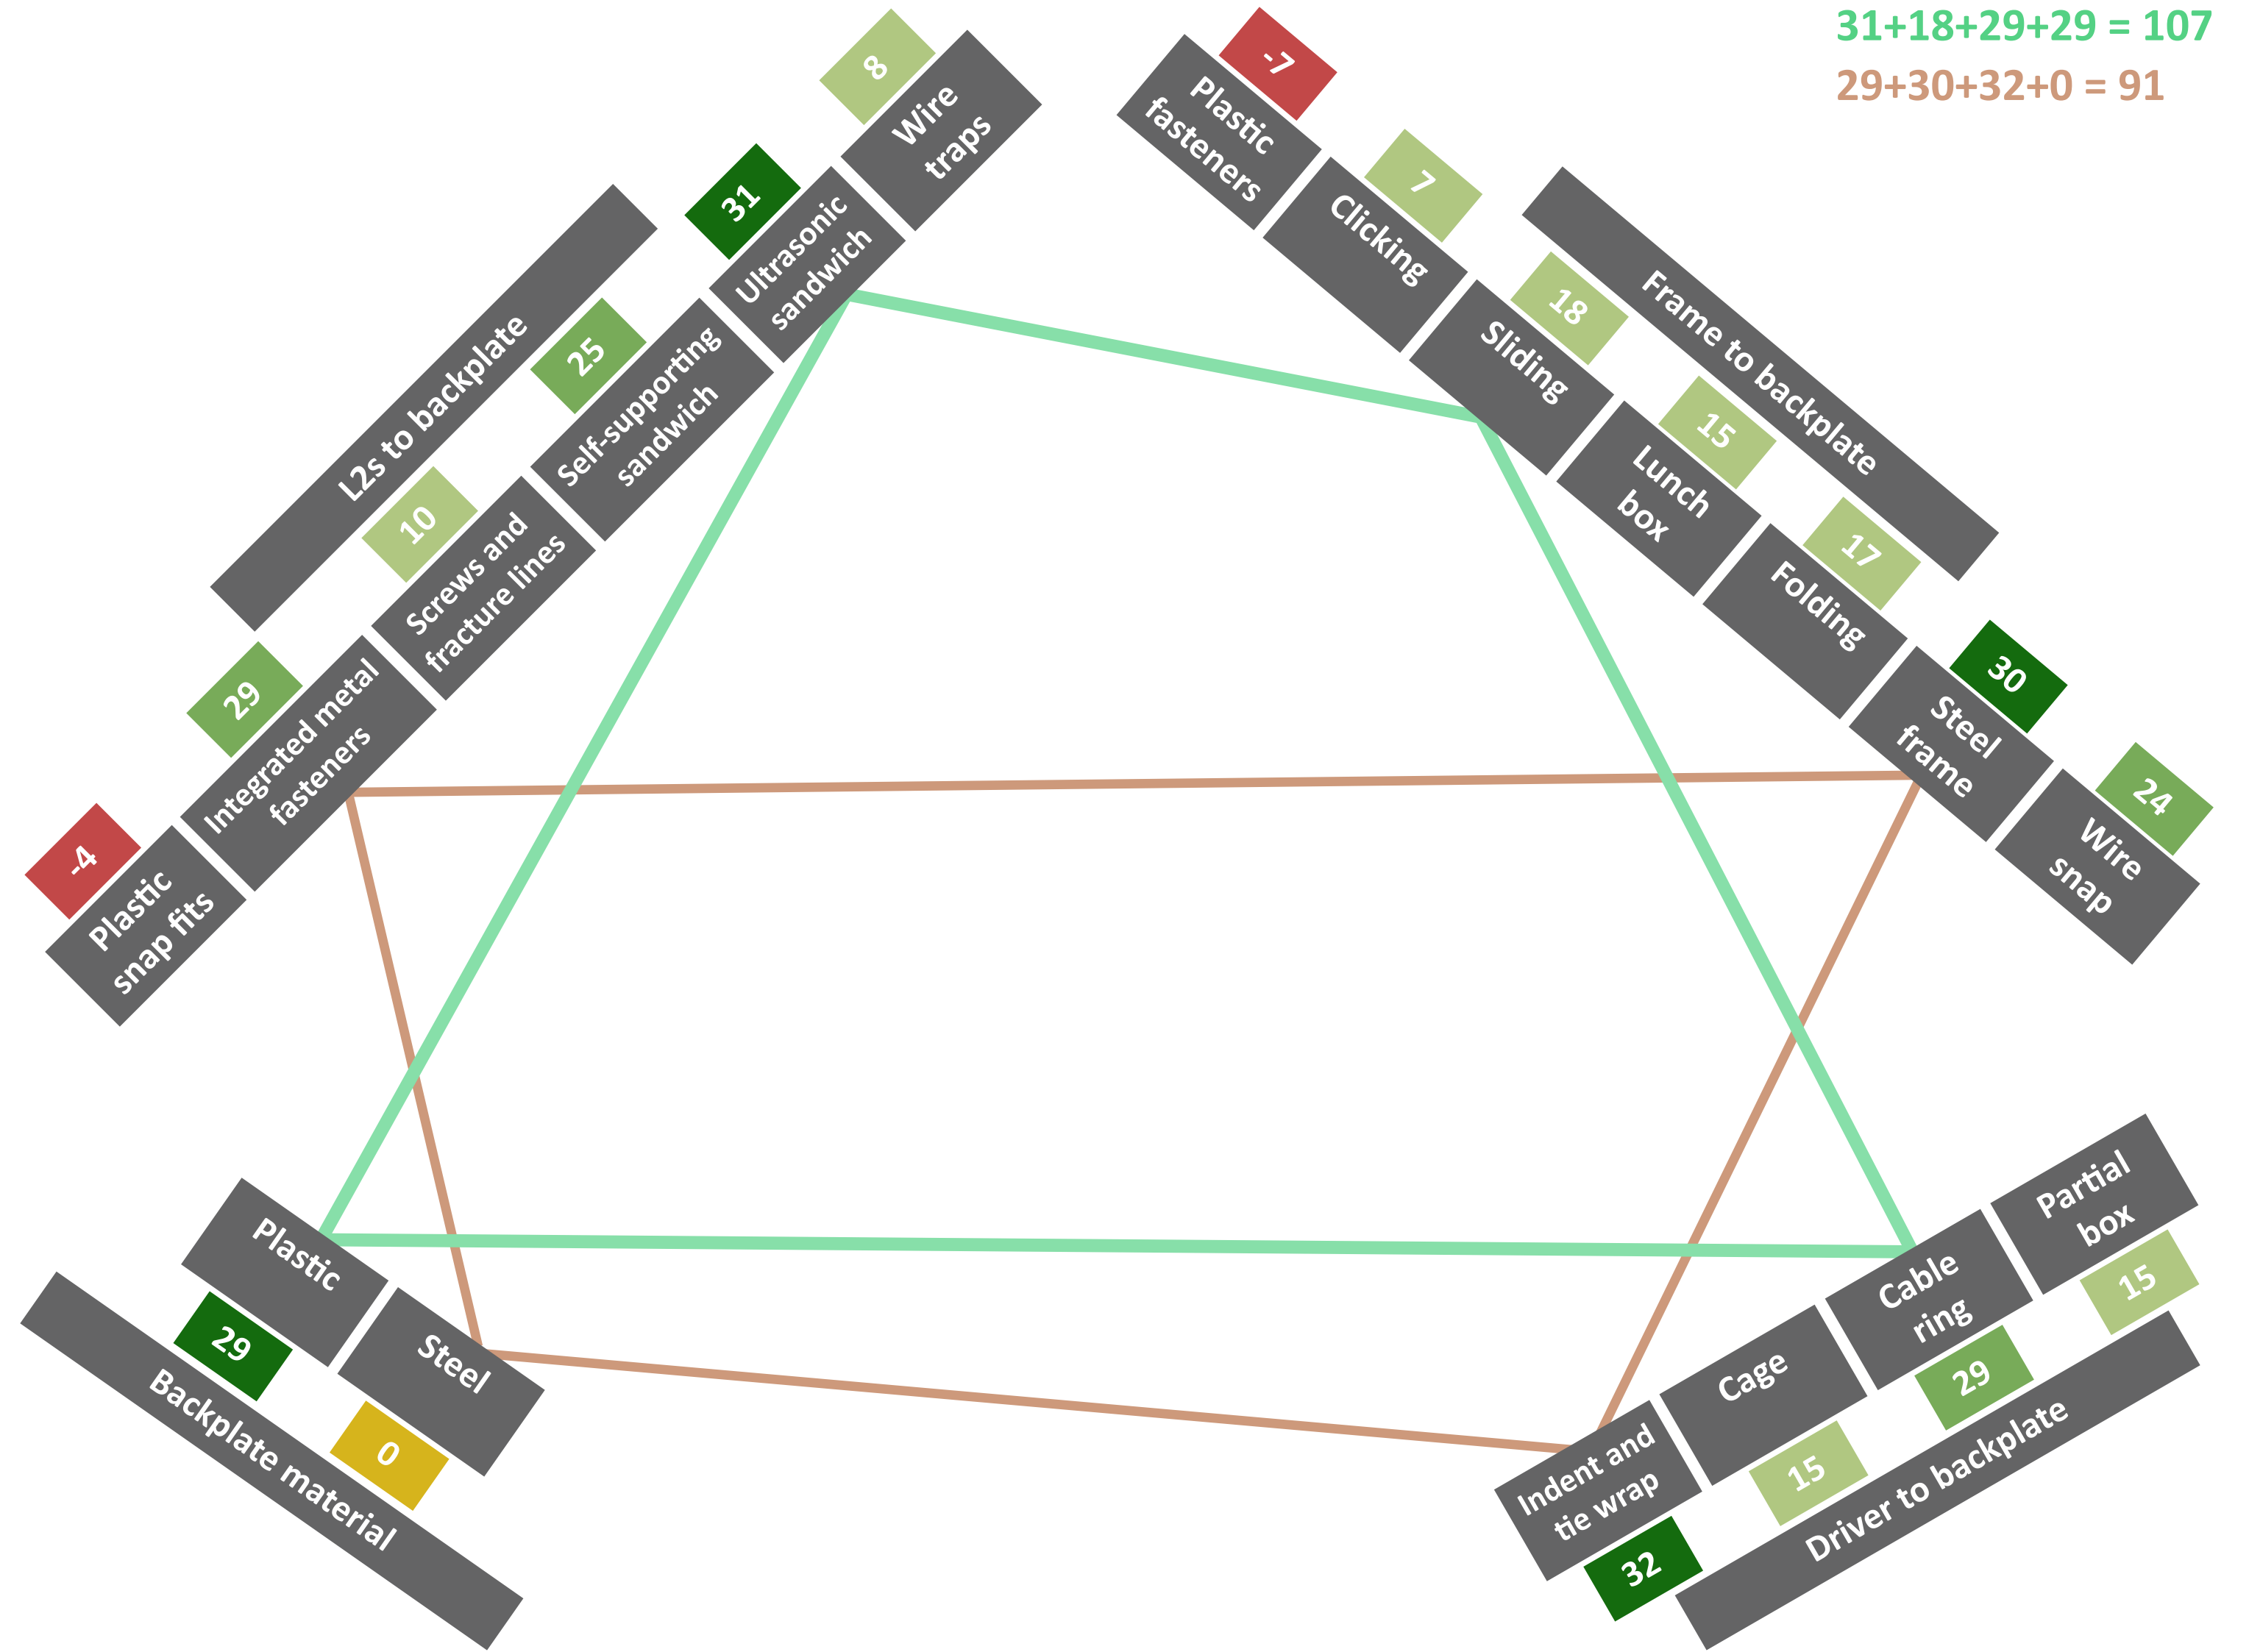 31+18+29+29 = 107
29+30+32+0 = 91
L2s to backplate
8
Wire
traps
31
Ultrasonic
sandwich
25
Self-supporting
sandwich
10
Screws and
fracture lines
29
Integrated metal
fasteners
-4
Plastic
snap fits
Frame to backplate
-7
Plastic
fasteners
7
Clicking
18
Sliding
15
Lunch
box
17
Folding
30
Steel
frame
24
Wire
snap
Plastic
29
Steel
0
Backplate material
Partial
box
15
Cable
ring
29
Cage
15
Indent and
tie wrap
32
Driver to backplate